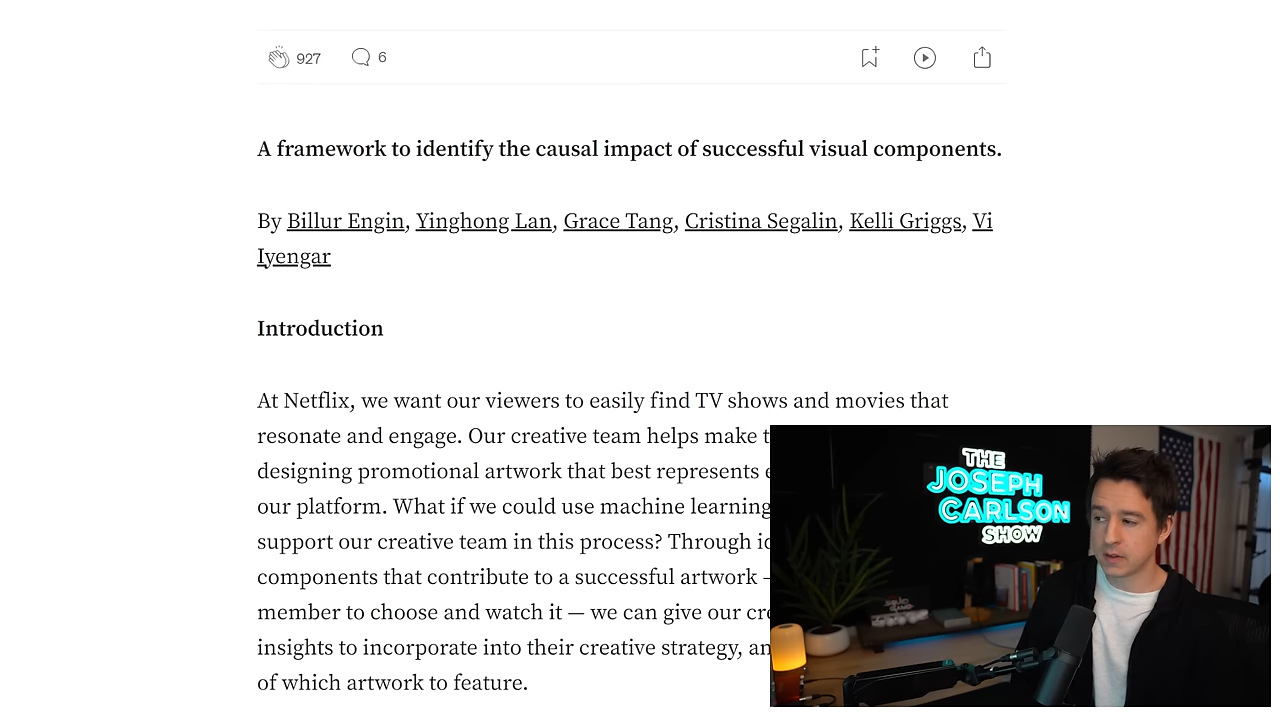 927 6
A framework to identify the causal impact of successful visual components.
By Billur Engin, Yinghong Lan, Grace Tang, Cristina Segalin, Kelli Griggs, Vi
Iyengar
Introduction
At Netflix, we want our viewers to easily find TV shows and movies that
resonate and engage. Our creative team helps make
designing promotional artwork that best represents
our platform. What if we could use machine learning
support our creative team in this process? Through
components that contribute to a successful artwork —
member to choose and watch it — we can give our
insights to incorporate into their creative strategy,
of which artwork to feature.
THE
JOSEPH
CARLSON
SHOW